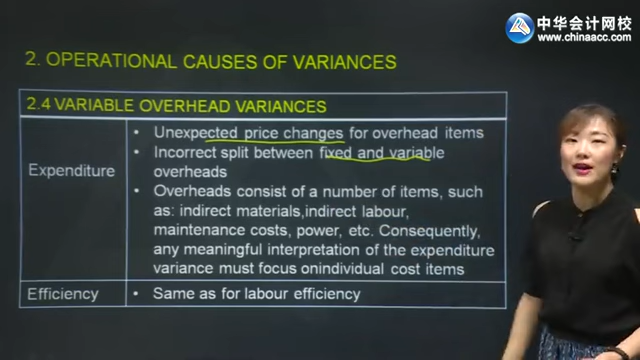 中华会计网校
www.chinaacc.com
2. OPERATIONAL CAUSES OF VARIANCES
2.4 VARIABLE OVERHEAD VARIANCES
Expenditure
• Unexpected price changes for overhead items
• Incorrect split between fixed and variable
overheads
• Overheads consist of a number of items, such
as: indirect materials,indirect labour,
maintenance costs, power, etc. Consequently,
any meaningful interpretation of the expenditure
variance must focus onindividual cost items
Efficiency
• Same as for labour efficiency